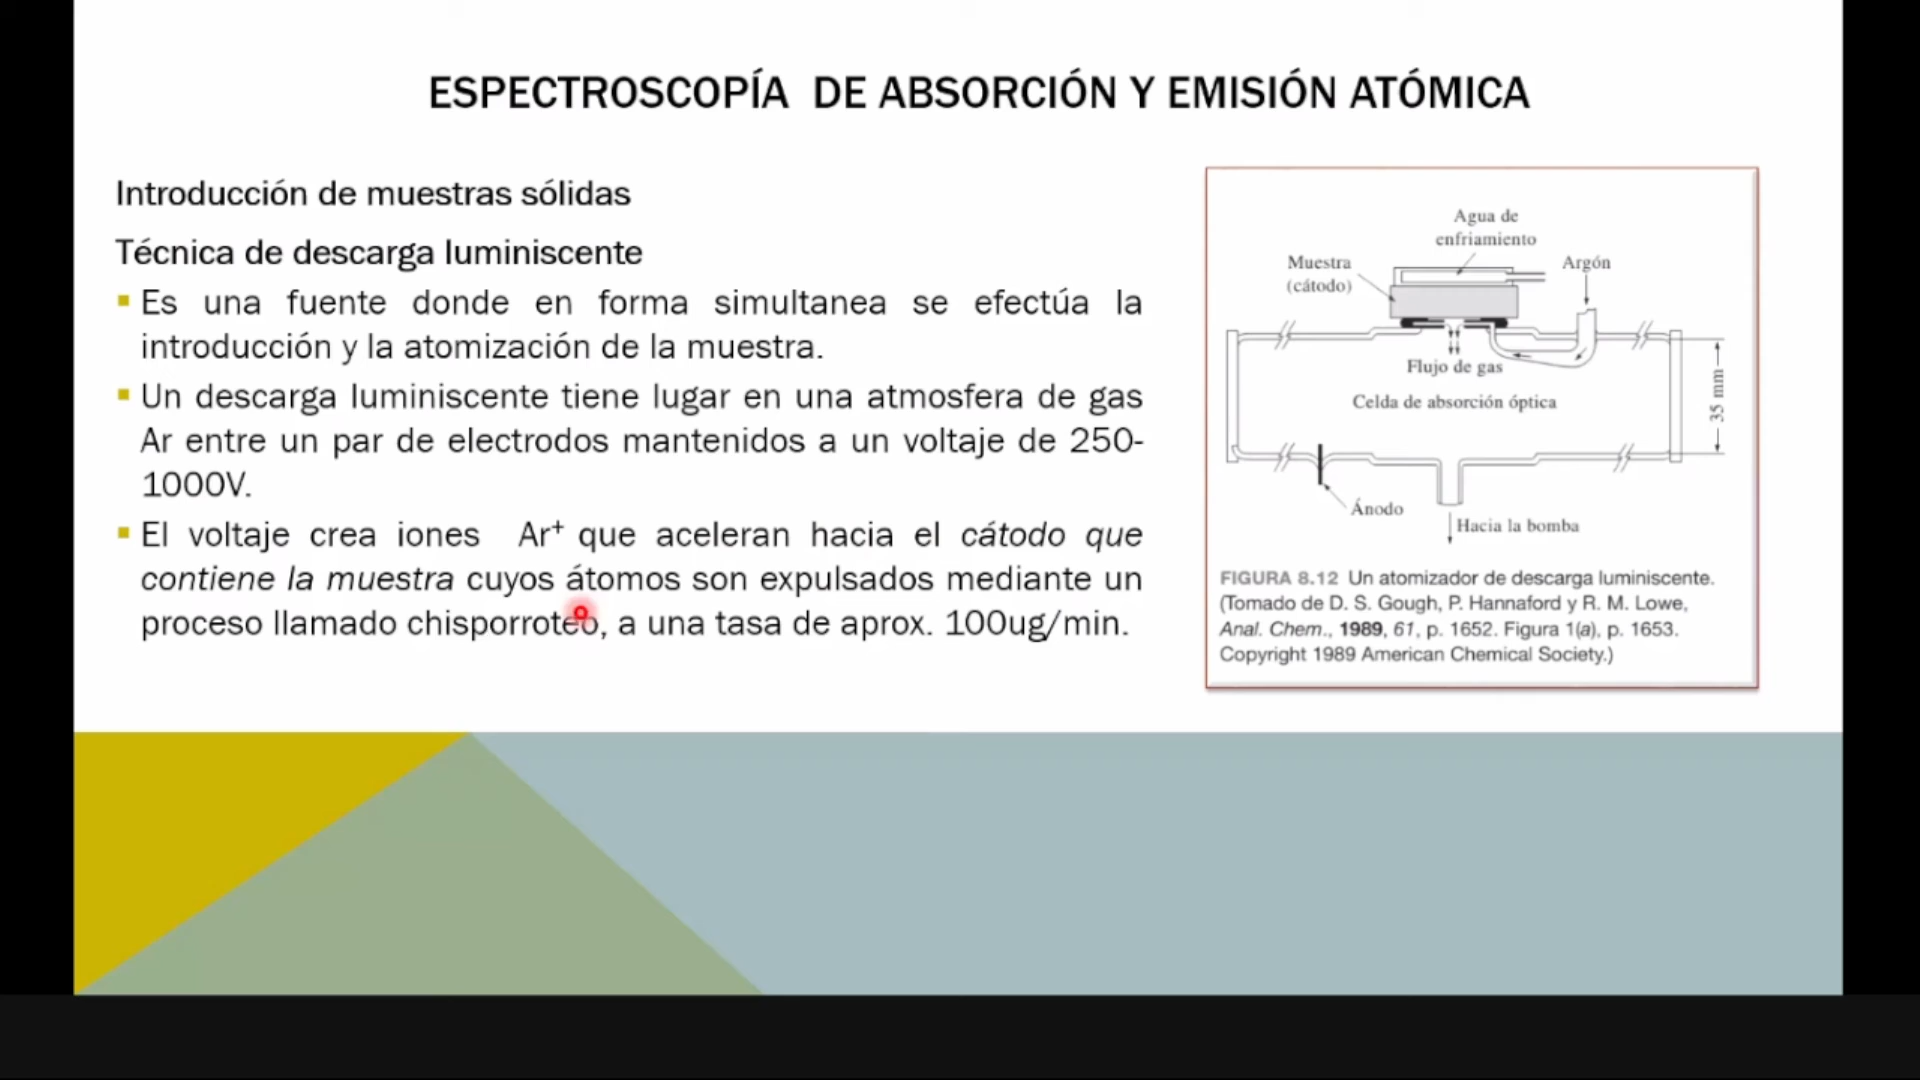 ESPECTROSCOPÍA DE ABSORCIÓN Y EMISIÓN ATÓMICA
Introducción de muestras sólidas
Técnica de descarga luminiscente
Es una fuente donde en forma simultanea se efectúa la
introducción y la atomización de la muestra.
Un descarga luminiscente tiene lugar en una atmosfera de gas
Ar entre un par de electrodos mantenidos a un voltaje de 250-
1000V.
El voltaje crea iones Ar⁺ que aceleran hacia el cátodo que
contiene la muestra cuyos átomos son expulsados mediante un
proceso llamado chisporroteo, a una tasa de aprox. 100ug/min.
Agua de
enfriamiento
Muestra
(cátodo)
Argón
Flujo de gas
Celda de absorción óptica
35 mm
Ánodo
Hacia la bomba
FIGURA 8.12 Un atomizador de descarga luminiscente.
(Tomado de D. S. Gough, P. Hannaford y R. M. Lowe,
Anal. Chem., 1989, 61, p. 1652. Figura 1(a), p. 1653.
Copyright 1989 American Chemical Society.)